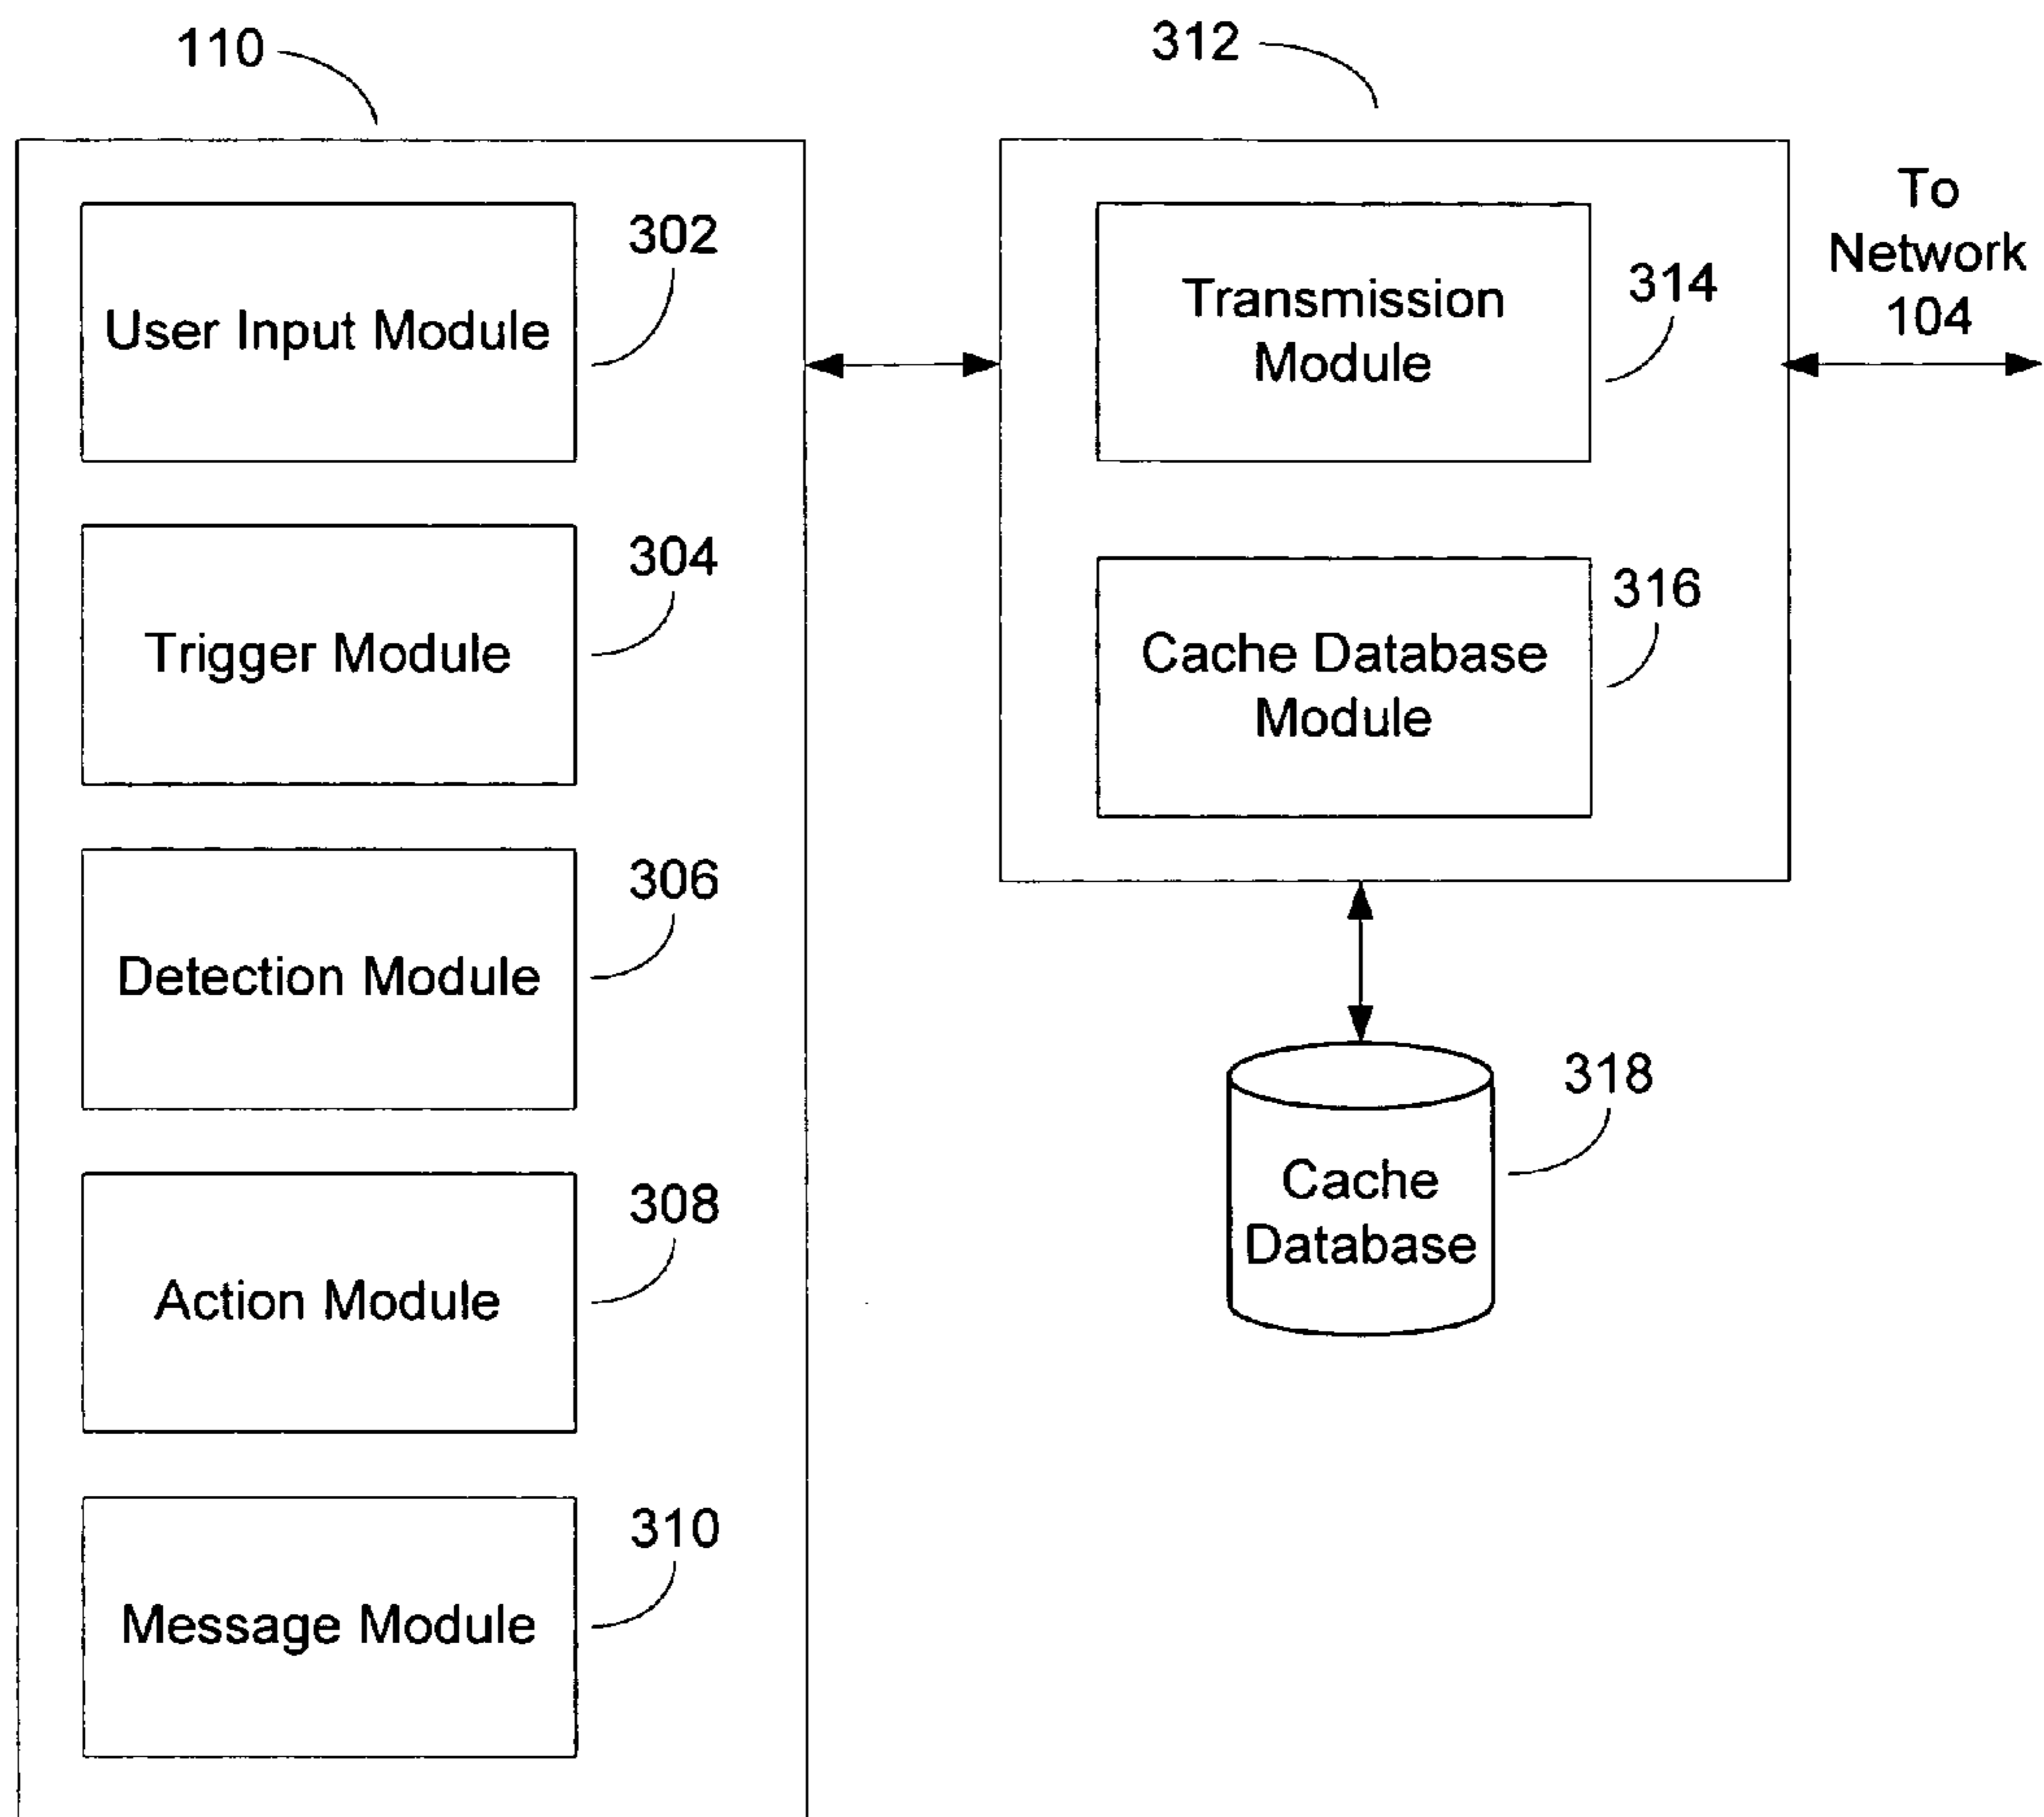 110
312
302
User Input Module
304
Trigger Module
306
Detection Module
308
Action Module
310
Message Module
314
Transmission
Module
316
Cache Database
Module
To
Network
104
318
Cache
Database